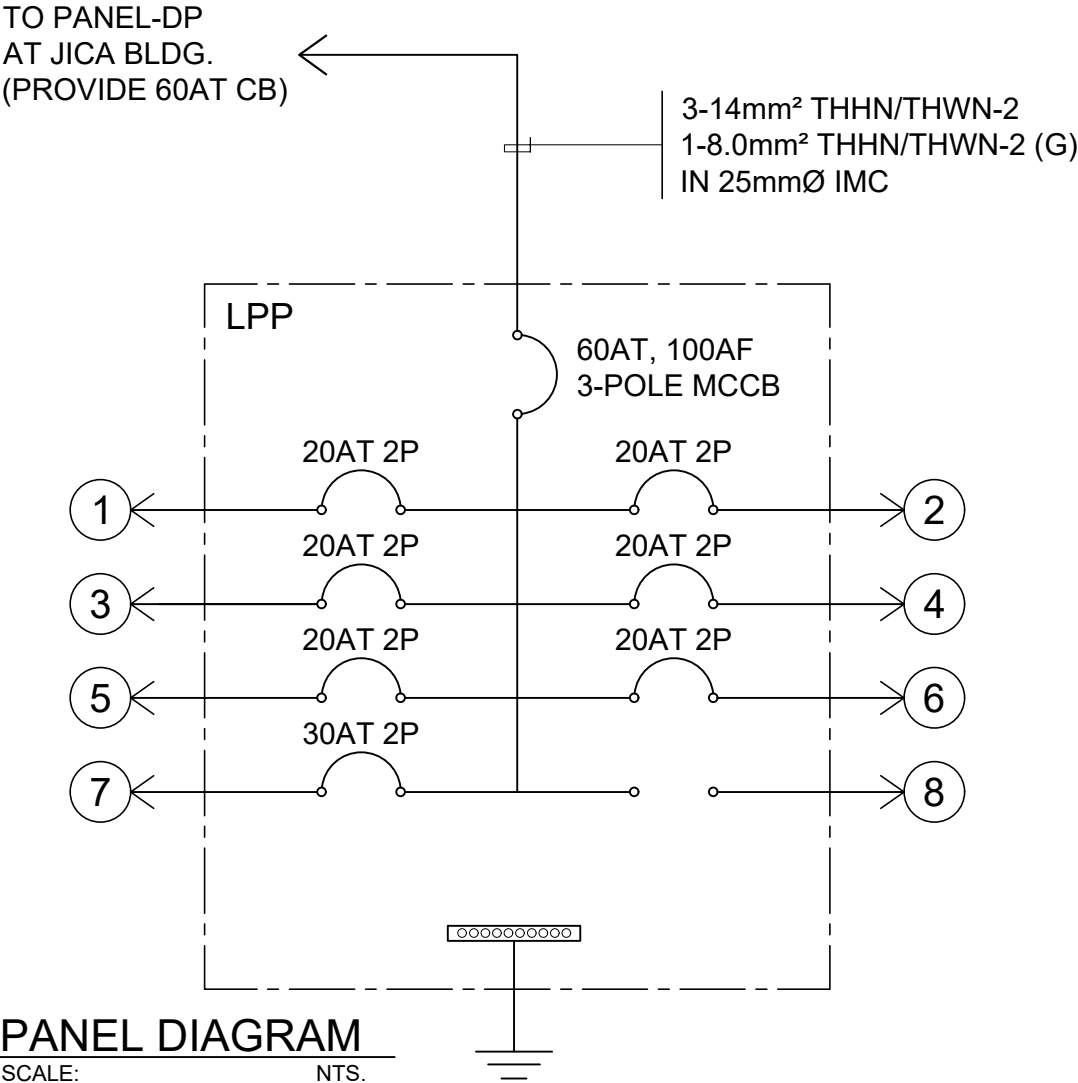 TO PANEL-DP
AT JICA BLDG.
(PROVIDE 60AT CB)
3-14mm² THHN/THWN-2
1-8.0mm² THHN/THWN-2 (G)
IN 25mmØ IMC
LPP
60AT, 100AF
3-POLE MCCB
20AT 2P
20AT 2P
1
2
20AT 2P
20AT 2P
3
4
20AT 2P
20AT 2P
5
6
30AT 2P
7
8
PANEL DIAGRAM
SCALE: NTS.